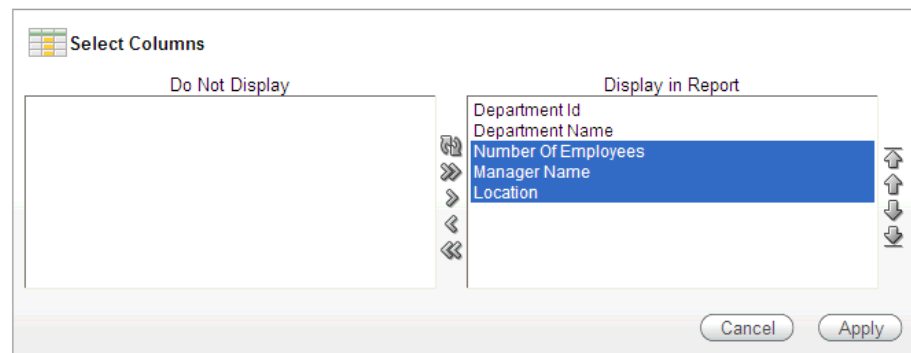 Select Columns
Do Not Display
Display in Report
Department Id
Department Name
Number Of Employees
Manager Name
Location
Cancel
Apply